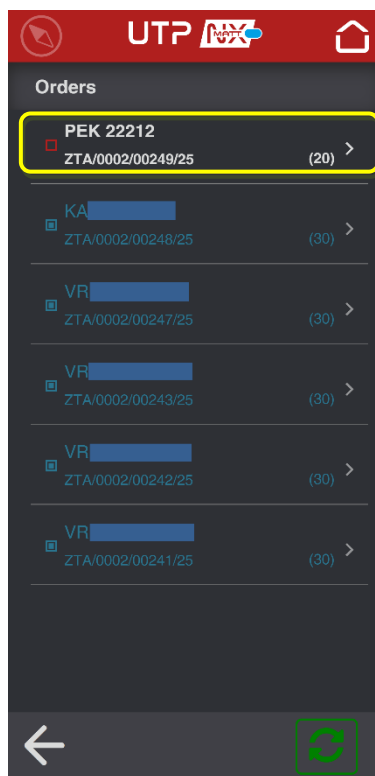 UTP NX MATT
Orders
PEK 22212
ZTA/0002/00249/25 (20)
KA
ZTA/0002/00248/25 (30)
VR
ZTA/0002/00247/25 (30)
VR
ZTA/0002/00243/25 (30)
VR
ZTA/0002/00242/25 (30)
VR
ZTA/0002/00241/25 (30)